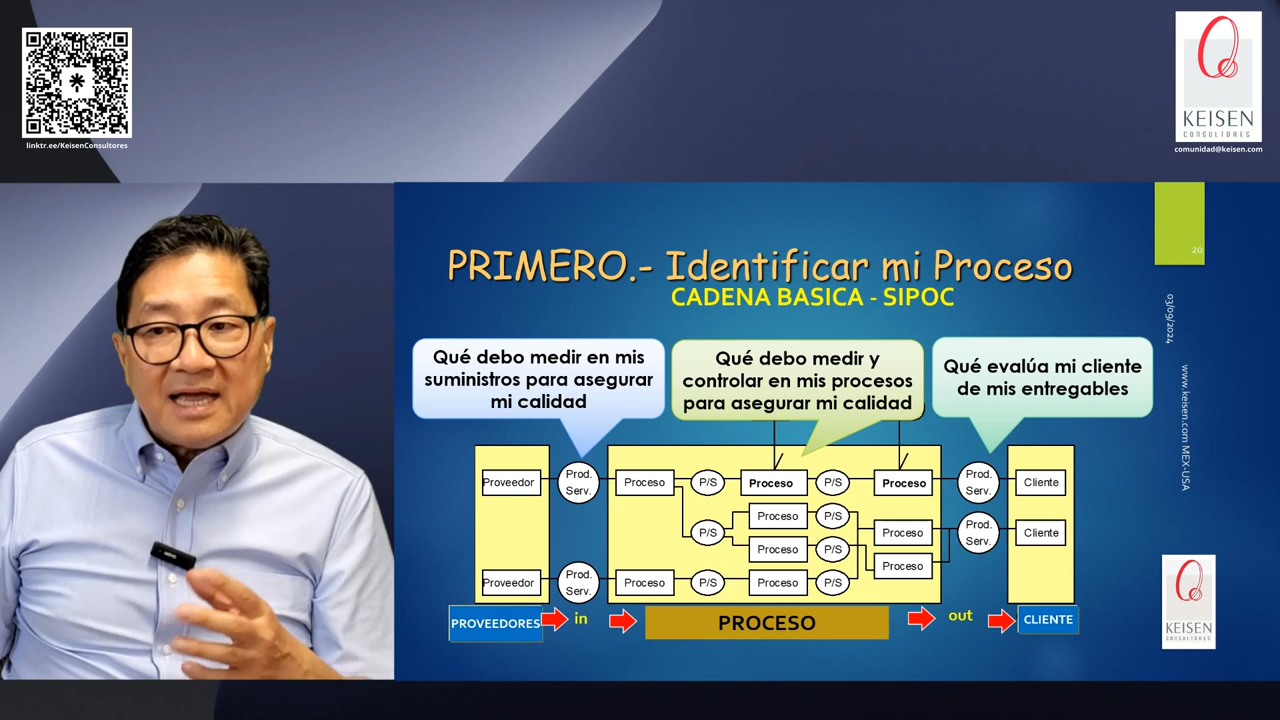 linktr.ee/KeisenConsultores
KEISEN
CONSULTORES
comunidad@keisen.com
20
03/09/2024
www.keisen.com MEX-USA
PRIMERO.- Identificar mi Proceso
CADENA BASICA - SIPOC
Qué debo medir en mis
suministros para asegurar
mi calidad
Qué debo medir y
controlar en mis procesos
para asegurar mi calidad
Qué evalúa mi cliente
de mis entregables
Proveedor
Prod.
Serv.
Proceso
P/S
Proceso
P/S
Proceso
Prod.
Serv.
Cliente
Proceso
P/S
P/S
Proceso
P/S
Proceso
Prod.
Serv.
Cliente
Proceso
Proveedor
Prod.
Serv.
Proceso
P/S
Proceso
P/S
PROVEEDORES
in
PROCESO
out
CLIENTE
KEISEN
CONSULTORES